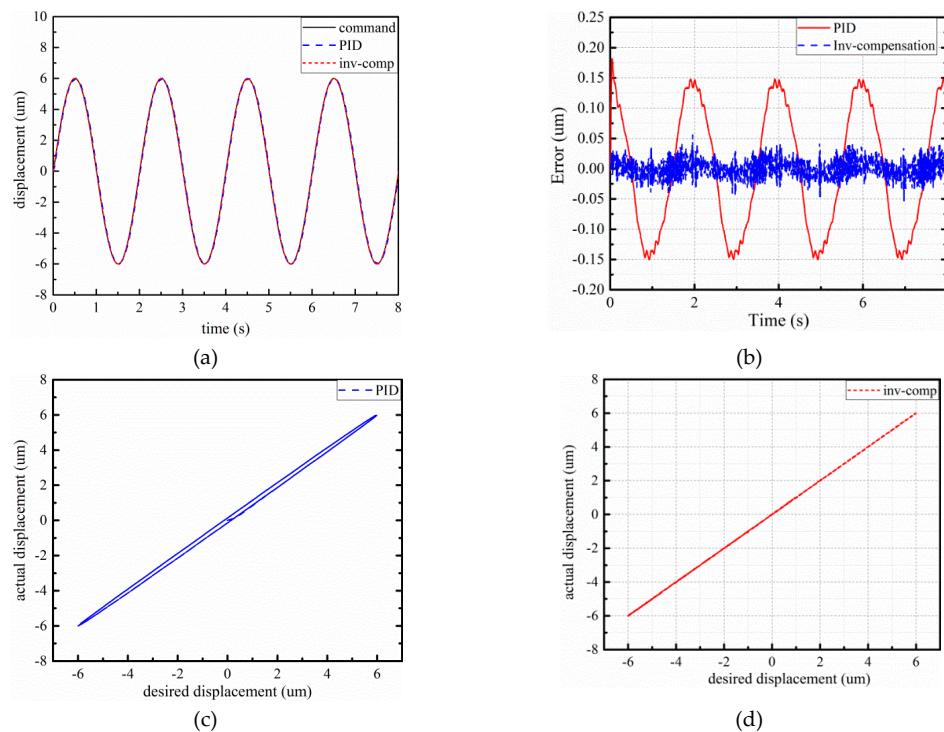 10
8
6
4
2
0
-2
-4
-6
-8
displacement (um)
command
PID
inv-comp
0 1 2 3 4 5 6 7 8
time (s)
(a)
0.25
0.20
0.15
0.10
0.05
0.00
-0.05
-0.10
-0.15
-0.20
Error (um)
PID
Inv-compensation
0 2 4 6
Time (s)
(b)
8
6
4
2
0
-2
-4
-6
-8
actual displacement (um)
PID
-6 -4 -2 0 2 4 6
desired displacement (um)
(c)
8
6
4
2
0
-2
-4
-6
-8
actual displacement (um)
inv-comp
-6 -4 -2 0 2 4 6
desired displacement (um)
(d)